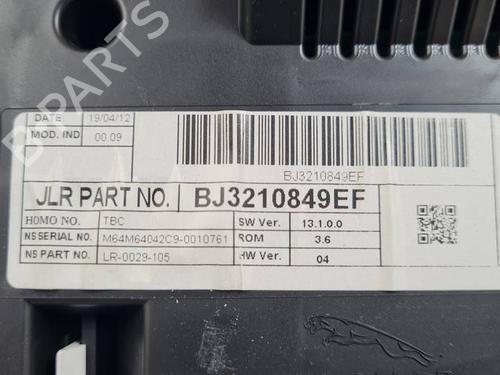 B-PARTS
DATE 19/04/12
MOD. IND 00.09
BJ3210849EF
JLR PART NO. BJ3210849EF
HOMO NO. TBC SW Ver. 13.1.0.0
NS SERIAL NO. M64M64042C9-0010761 ROM 3.6
NS PART NO. LR-0029-105 HW Ver. 04